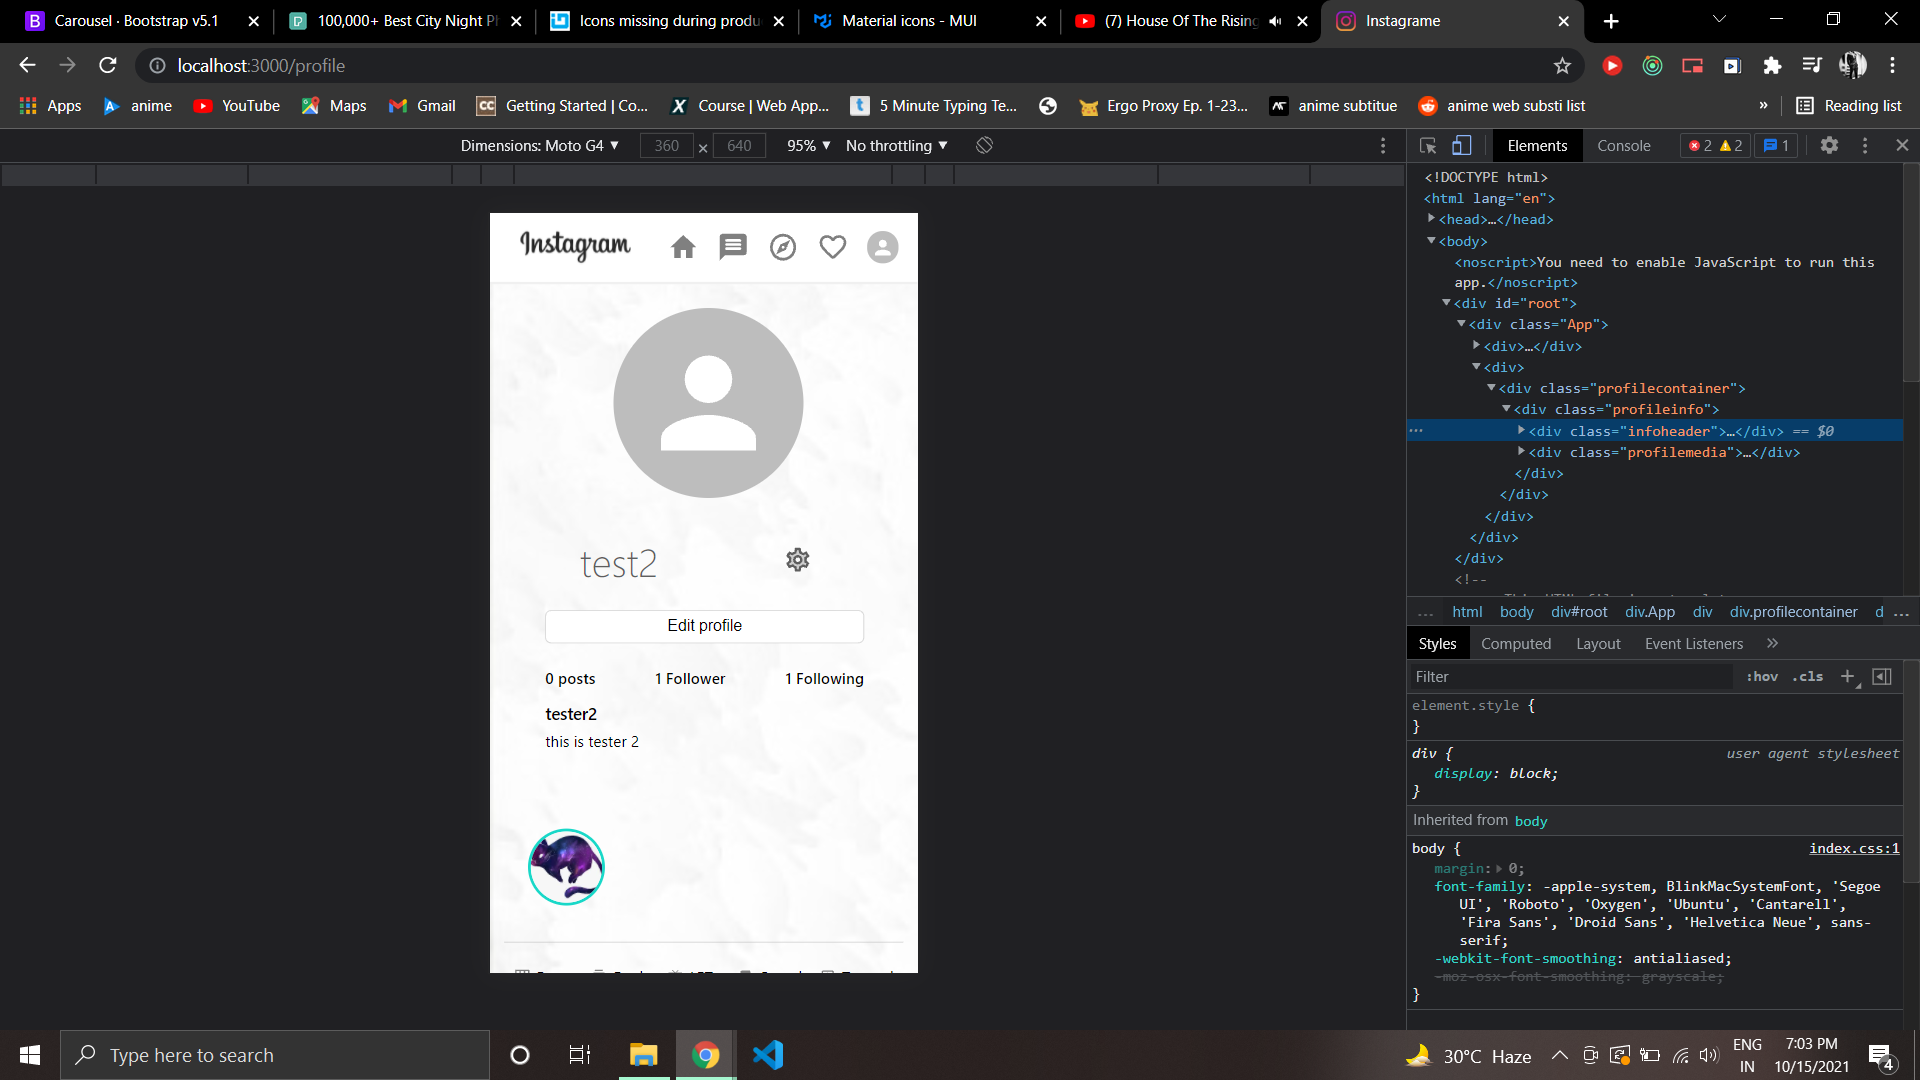 Carousel · Bootstrap v5.1
100,000+ Best City Night Ph
Icons missing during produ
Material icons - MUI
(7) House Of The Rising
Instagrame
localhost:3000/profile
Apps
anime
YouTube
Maps
Gmail
Getting Started | Co...
Course | Web App...
5 Minute Typing Te...
Ergo Proxy Ep. 1-23...
anime subtitue
anime web substi list
»
Reading list
Dimensions: Moto G4 ▼
360 × 640
95% ▼
No throttling ▼
Elements
Console
2
2
1
Instagram
test2
Edit profile
0 posts
1 Follower
1 Following
tester2
this is tester 2
<!DOCTYPE html>
<html lang="en">
<head>…</head>
<body>
<noscript>You need to enable JavaScript to run this
app.</noscript>
<div id="root">
<div class="App">
<div>…</div>
<div>
<div class="profilecontainer">
<div class="profileinfo">
<div class="infoheader">…</div> == $0
<div class="profilemedia">…</div>
</div>
</div>
</div>
</div>
</div>
<!--
...
html
body
div#root
div.App
div
div.profilecontainer
d
...
Styles
Computed
Layout
Event Listeners
»
Filter
:hov
.cls
element.style {
}
div {
user agent stylesheet
display: block;
}
Inherited from body
body {
index.css:1
margin: 0;
font-family: -apple-system, BlinkMacSystemFont, 'Segoe
UI', 'Roboto', 'Oxygen', 'Ubuntu', 'Cantarell',
'Fira Sans', 'Droid Sans', 'Helvetica Neue', sans-
serif;
-webkit-font-smoothing: antialiased;
-moz-osx-font-smoothing: grayscale;
}
Type here to search
30°C Haze
ENG
IN
7:03 PM
10/15/2021
4